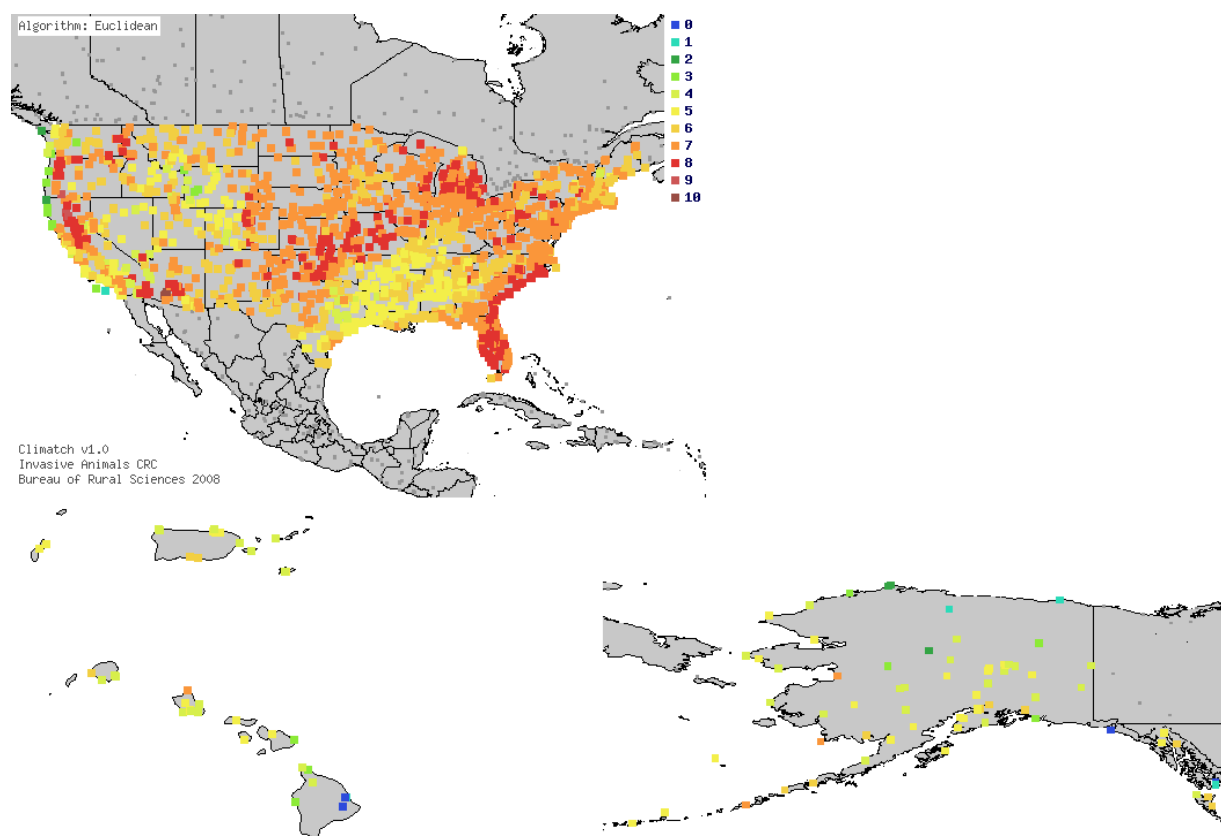 Algorithm: Euclidean
0
1
2
3
4
5
6
7
8
9
10
Climatch v1.0
Invasive Animals CRC
Bureau of Rural Sciences 2008